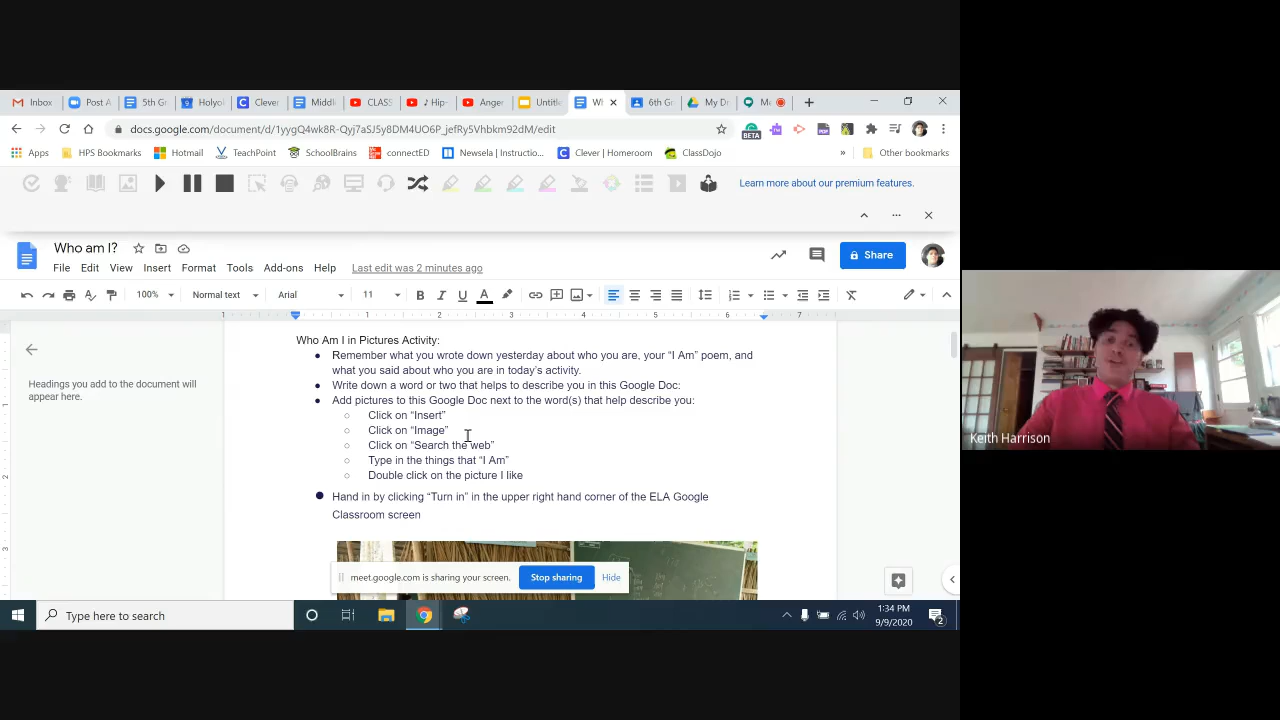 Inbox Post A 5th Gr Holyo Clever Middl CLASS Hip- Anger Untitle 6th Gr My Dr
docs.google.com/document/d/1yygQ4wk8R-Qyj7aSJ5y8DM4UO6P_jefRy5Vhbkm92dM/edit
BETA
Apps HPS Bookmarks Hotmail TeachPoint SchoolBrains connectED Newsela | Instructio... Clever | Homeroom ClassDojo » Other bookmarks
Learn more about our premium features.
Who am I?
File Edit View Insert Format Tools Add-ons Help Last edit was 2 minutes ago
Share
100% Normal text Arial 11
1 1 2 3 4 5 6 7
Who Am I in Pictures Activity:
Headings you add to the document will
appear here.
● Remember what you wrote down yesterday about who you are, your “I Am” poem, and
what you said about who you are in today’s activity.
● Write down a word or two that helps to describe you in this Google Doc:
● Add pictures to this Google Doc next to the word(s) that help describe you:
○ Click on “Insert”
○ Click on “Image”
○ Click on “Search the web”
○ Type in the things that “I Am”
○ Double click on the picture I like
● Hand in by clicking “Turn in” in the upper right hand corner of the ELA Google
Classroom screen
meet.google.com is sharing your screen. Stop sharing Hide
Keith Harrison
Type here to search
1:34 PM
9/9/2020
2